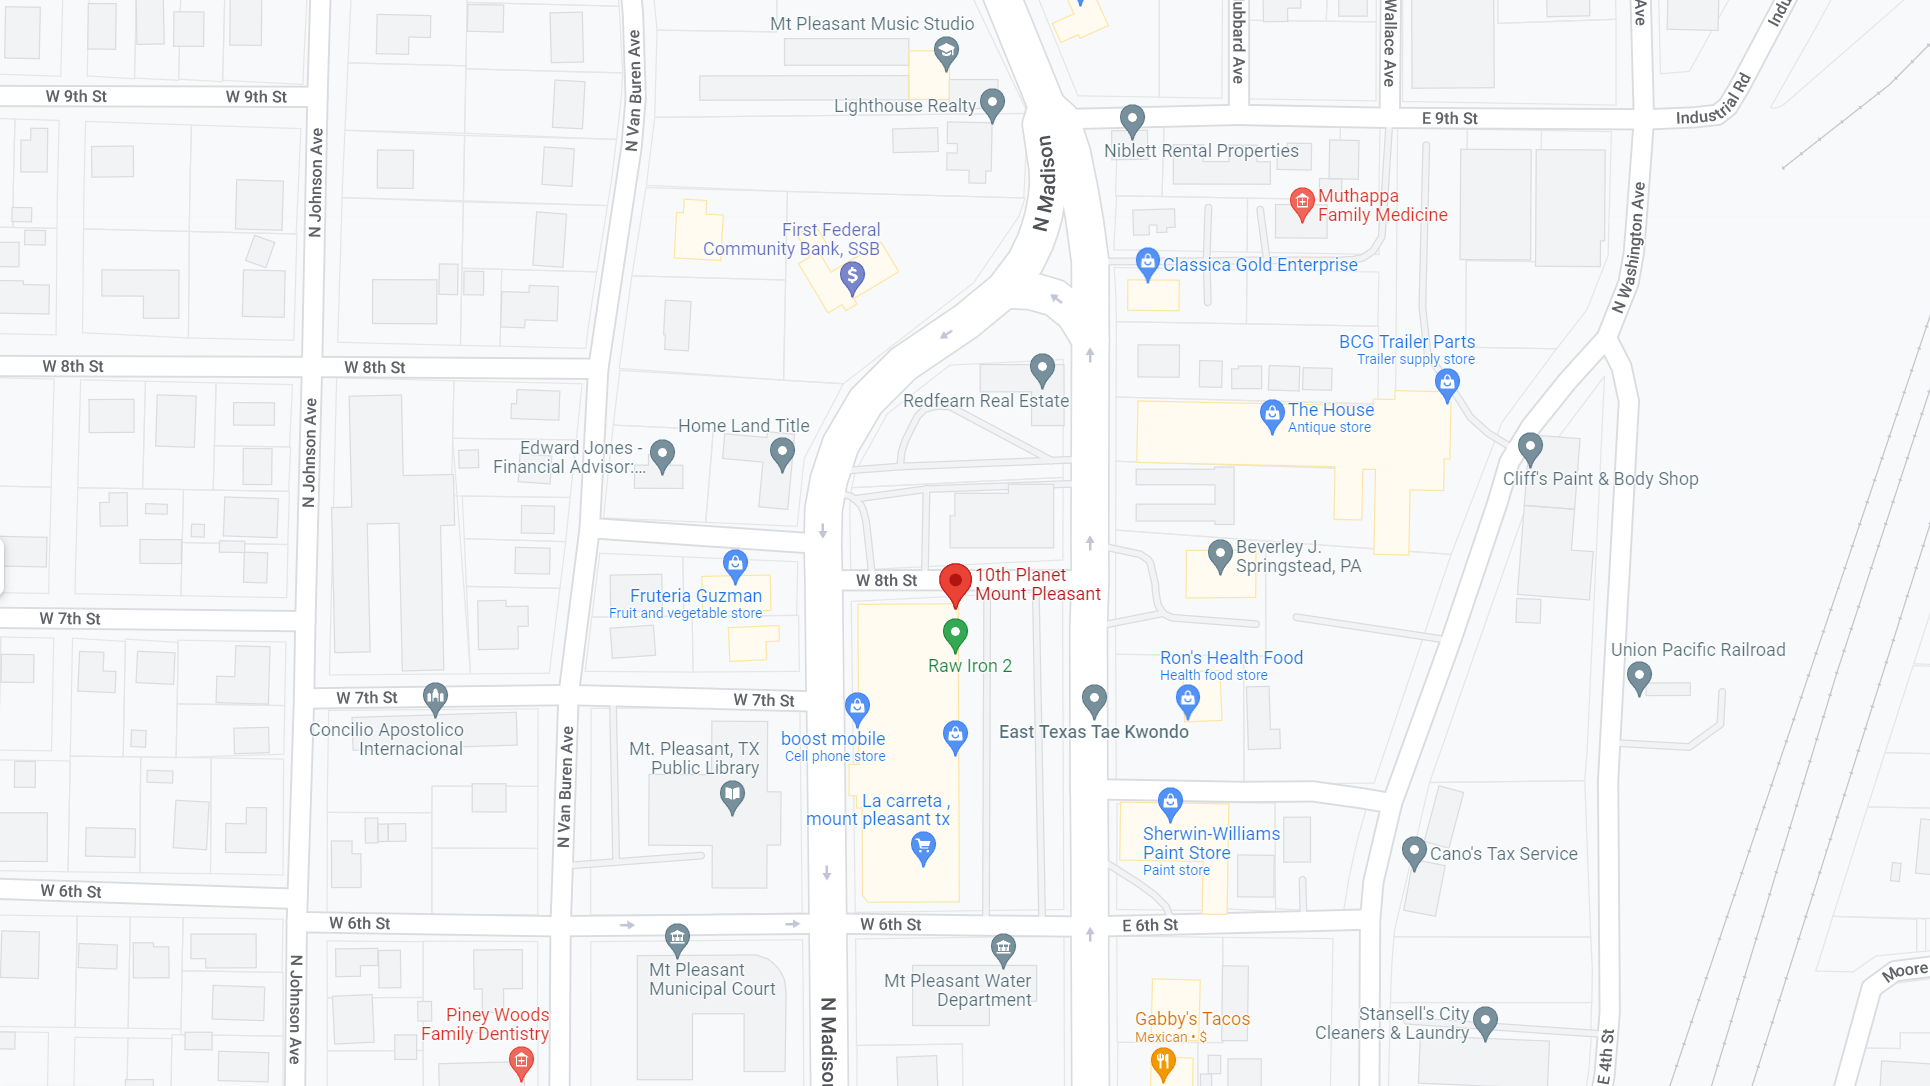 Mt Pleasant Music Studio
ubbard Ave
Wallace Ave
Ave
Indu
W 9th St
W 9th St
N Van Buren Ave
Lighthouse Realty
E 9th St
Industrial Rd
N Johnson Ave
N Madison
Niblett Rental Properties
Muthappa
Family Medicine
First Federal
Community Bank, SSB
Classica Gold Enterprise
N Washington Ave
BCG Trailer Parts
Trailer supply store
W 8th St
W 8th St
Redfearn Real Estate
The House
Antique store
N Johnson Ave
Home Land Title
Edward Jones -
Financial Advisor:...
Cliff's Paint & Body Shop
Beverley J.
Springstead, PA
W 8th St
10th Planet
Mount Pleasant
Fruteria Guzman
Fruit and vegetable store
W 7th St
Raw Iron 2
Ron's Health Food
Health food store
Union Pacific Railroad
W 7th St
W 7th St
Concilio Apostolico
Internacional
East Texas Tae Kwondo
boost mobile
Cell phone store
Mt. Pleasant, TX
Public Library
N Van Buren Ave
La carreta ,
mount pleasant tx
Sherwin-Williams
Paint Store
Paint store
Cano's Tax Service
W 6th St
W 6th St
W 6th St
E 6th St
Mt Pleasant
Municipal Court
Mt Pleasant Water
Department
Moore
N Johnson Ave
N Madison
Piney Woods
Family Dentistry
Gabby's Tacos
Mexican • $
Stansell's City
Cleaners & Laundry
E 4th St